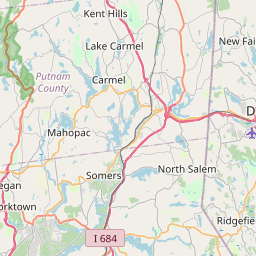 Kent Hills
Lake Carmel
New Fai
Putnam
County
Carmel
D
Mahopac
North Salem
Somers
egan
orktown
I 684
Ridgefie